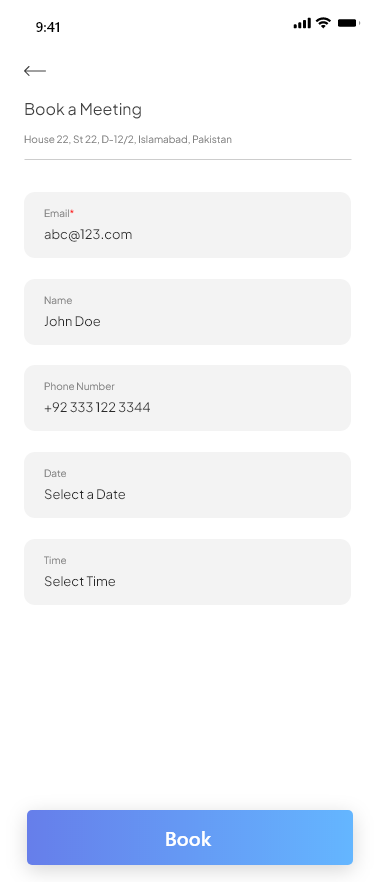 9:41
Book a Meeting
House 22, St 22, D-12/2, Islamabad, Pakistan
Email*
abc@123.com
Name
John Doe
Phone Number
+92 333 122 3344
Date
Select a Date
Time
Select Time
Book